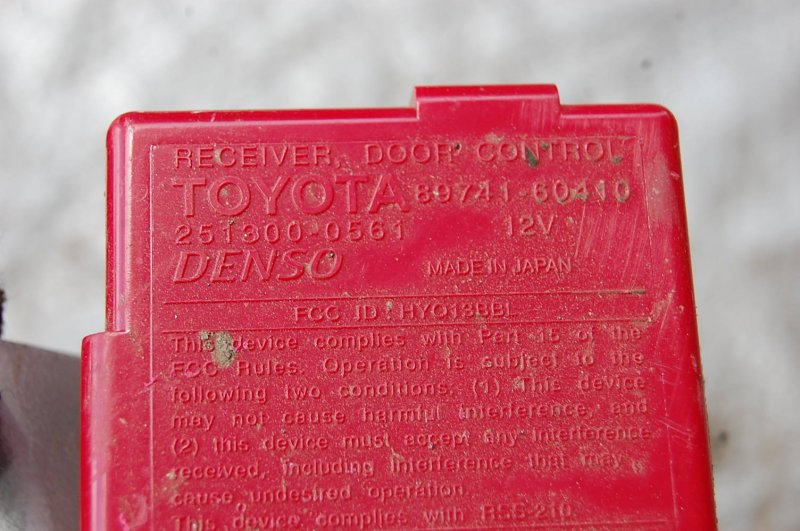 RECEIVER, DOOR CONTROL
TOYOTA 89741-60410
251300-0561 12V
DENSO MADE IN JAPAN
FCC ID : HYQ13BBL
This device complies with Part 15 of the
FCC Rules. Operation is subject to the
following two conditions, (1) This device
may not cause harmful interference, and
(2) this device must accept any interference
received, including interference that may
cause undesired operation
This device complies with RSS-210.